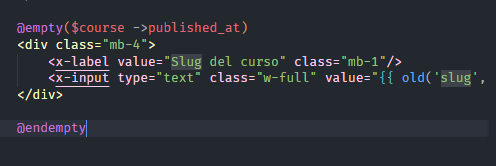 @empty($course ->published_at)
<div class="mb-4">
<x-label value="Slug del curso" class="mb-1"/>
<x-input type="text" class="w-full" value="{{ old('slug',
</div>
@endempty